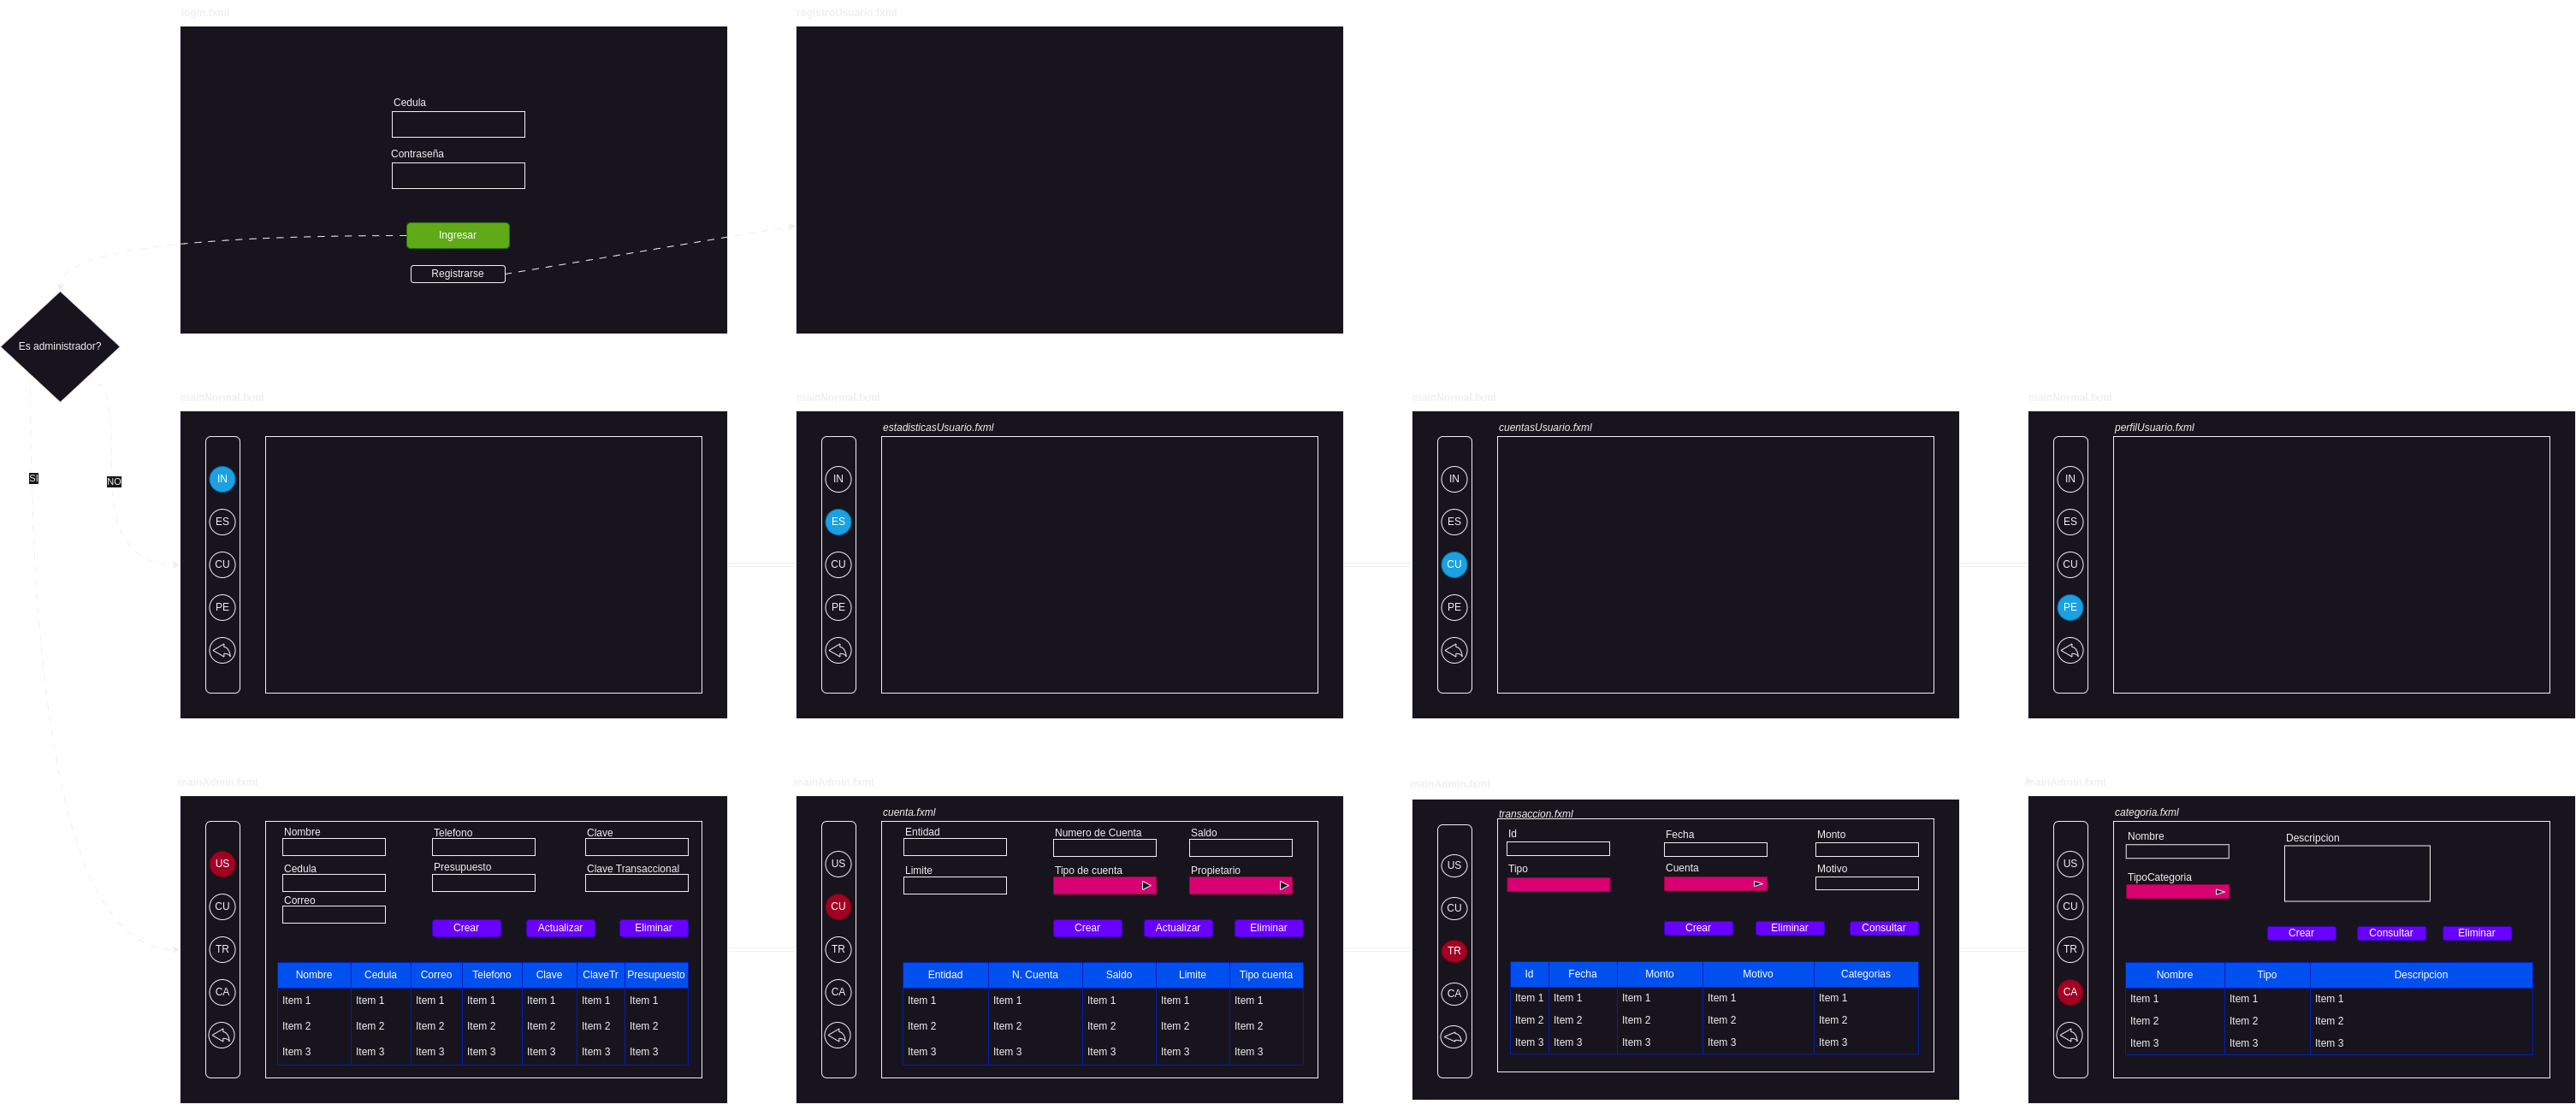 login.fxml
registroUsuario.fxml
Cedula
Contraseña
Ingresar
Registrarse
Es administrador?
SI
NO
mainNormal.fxml
IN
ES
CU
PE
mainNormal.fxml
estadisticasUsuario.fxml
IN
ES
CU
PE
mainNormal.fxml
cuentasUsuario.fxml
IN
ES
CU
PE
mainNormal.fxml
perfilUsuario.fxml
IN
ES
CU
PE
mainAdmin.fxml
US
CU
TR
CA
Nombre Telefono Clave
Cedula Presupuesto Clave Transaccional
Correo
Crear Actualizar Eliminar
Nombre Cedula Correo Telefono Clave ClaveTr Presupuesto
Item 1 Item 1 Item 1 Item 1 Item 1 Item 1 Item 1
Item 2 Item 2 Item 2 Item 2 Item 2 Item 2 Item 2
Item 3 Item 3 Item 3 Item 3 Item 3 Item 3 Item 3
mainAdmin.fxml
cuenta.fxml
US
CU
TR
CA
Entidad Numero de Cuenta Saldo
Limite Tipo de cuenta Propietario
Crear Actualizar Eliminar
Entidad N. Cuenta Saldo Limite Tipo cuenta
Item 1 Item 1 Item 1 Item 1 Item 1
Item 2 Item 2 Item 2 Item 2 Item 2
Item 3 Item 3 Item 3 Item 3 Item 3
mainAdmin.fxml
transaccion.fxml
US
CU
TR
CA
Id Fecha Monto
Tipo Cuenta Motivo
Crear Eliminar Consultar
Id Fecha Monto Motivo Categorias
Item 1 Item 1 Item 1 Item 1 Item 1
Item 2 Item 2 Item 2 Item 2 Item 2
Item 3 Item 3 Item 3 Item 3 Item 3
mainAdmin.fxml
categoria.fxml
US
CU
TR
CA
Nombre Descripcion
TipoCategoria
Crear Consultar Eliminar
Nombre Tipo Descripcion
Item 1 Item 1 Item 1
Item 2 Item 2 Item 2
Item 3 Item 3 Item 3